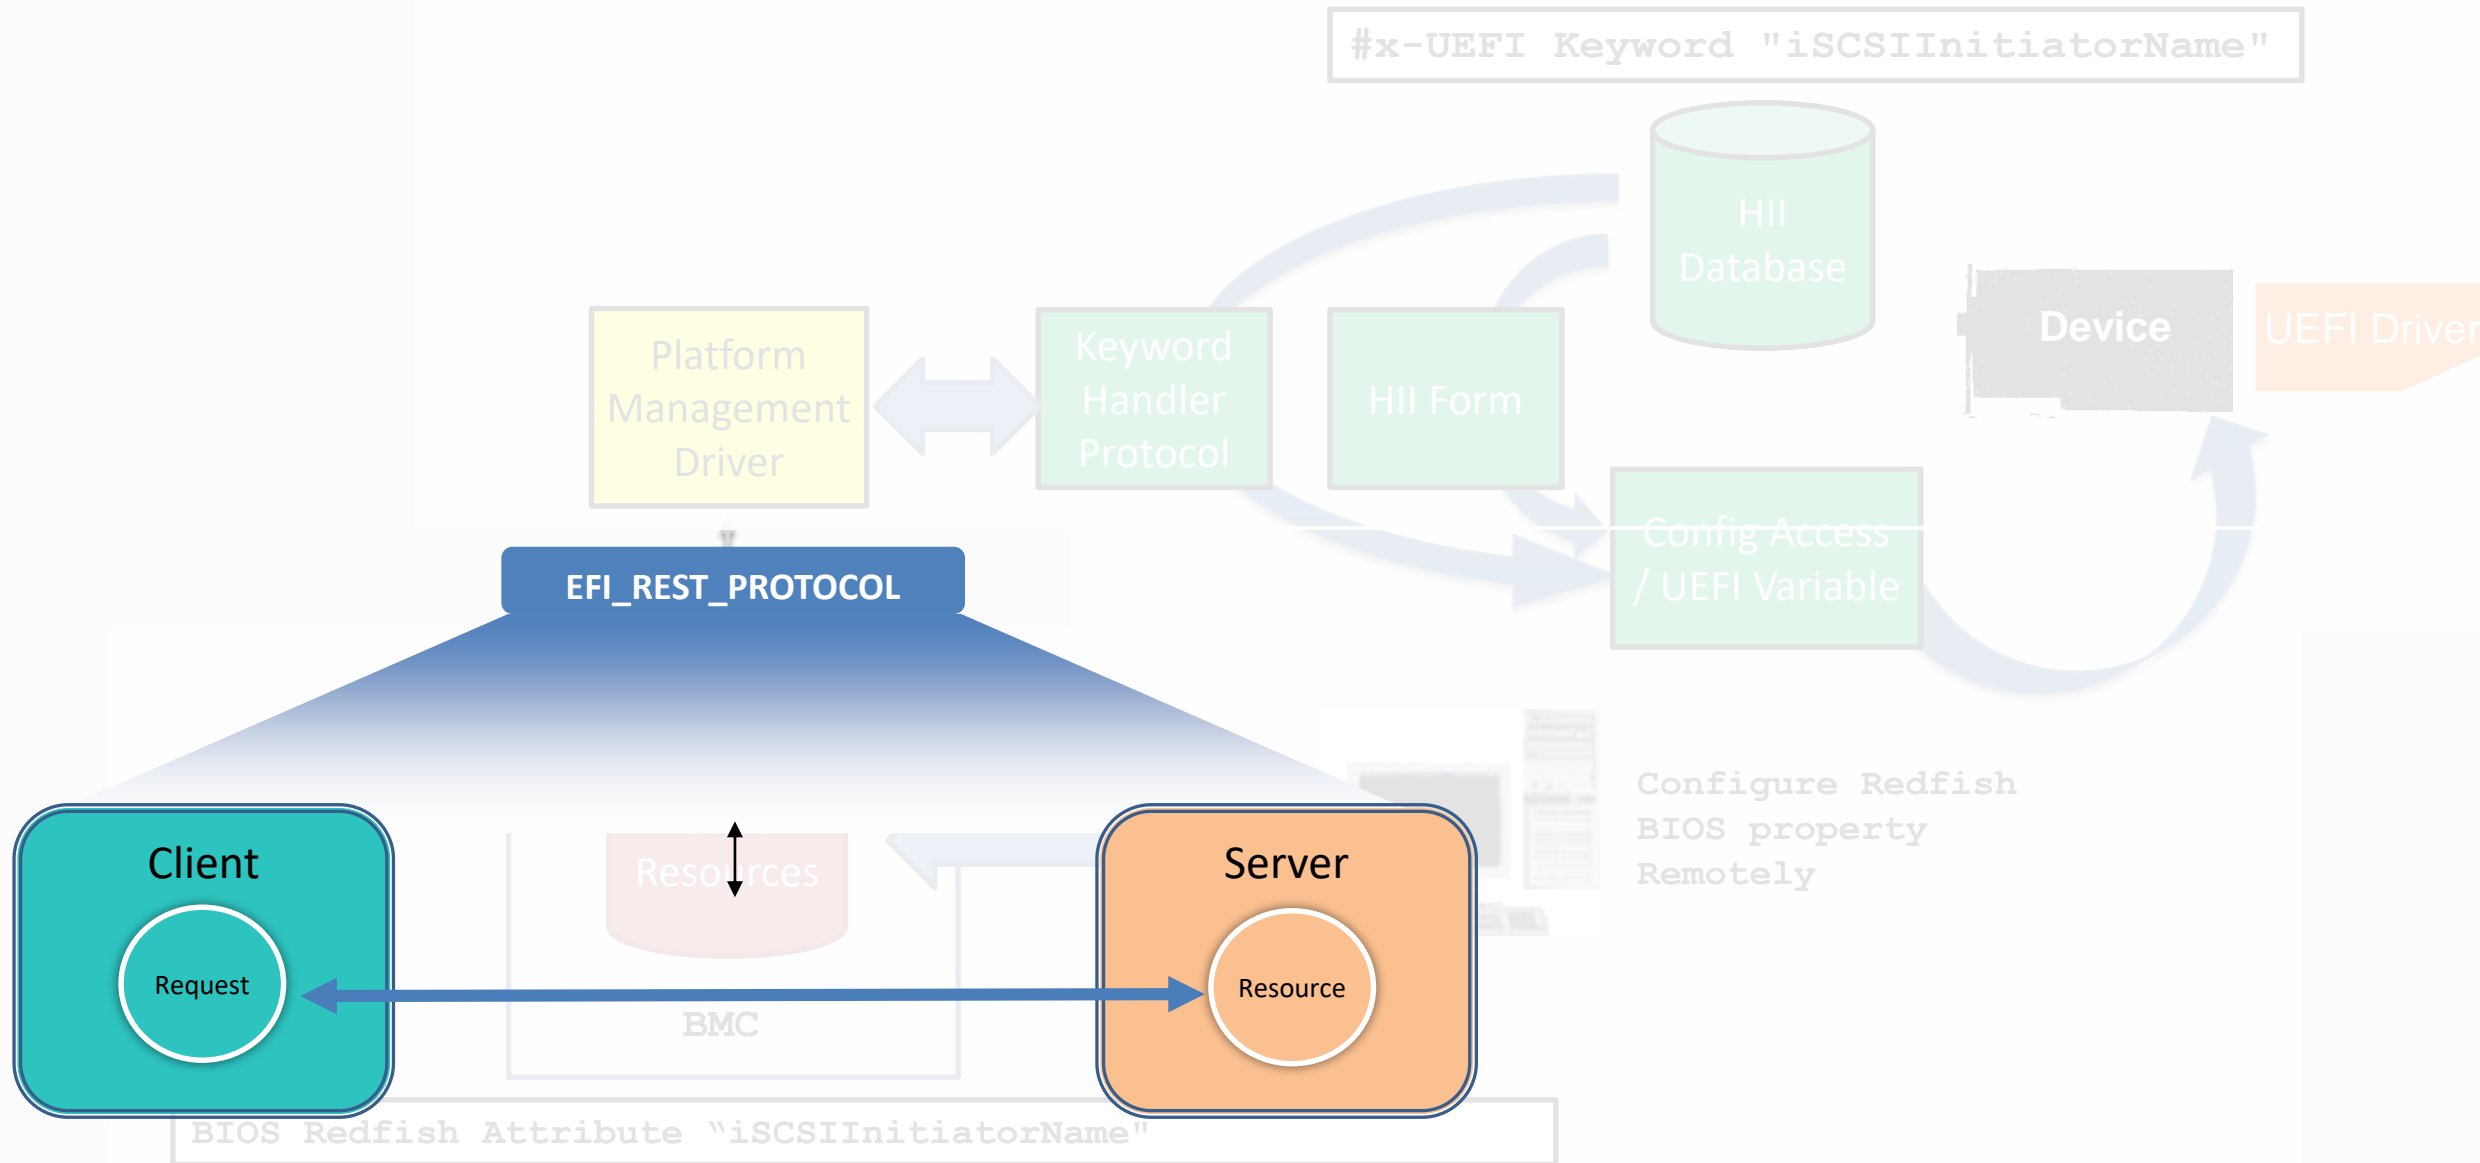 #x-UEFI Keyword "iSCSIInitiatorName"
HII
Database
Device
UEFI Driver
Platform
Management
Driver
Keyword
Handler
Protocol
HII Form
Config Access
/ UEFI Variable
EFI_REST_PROTOCOL
Configure Redfish
BIOS property
Remotely
Client
Request
Resources
BMC
Server
Resource
BIOS Redfish Attribute “iSCSIInitiatorName"